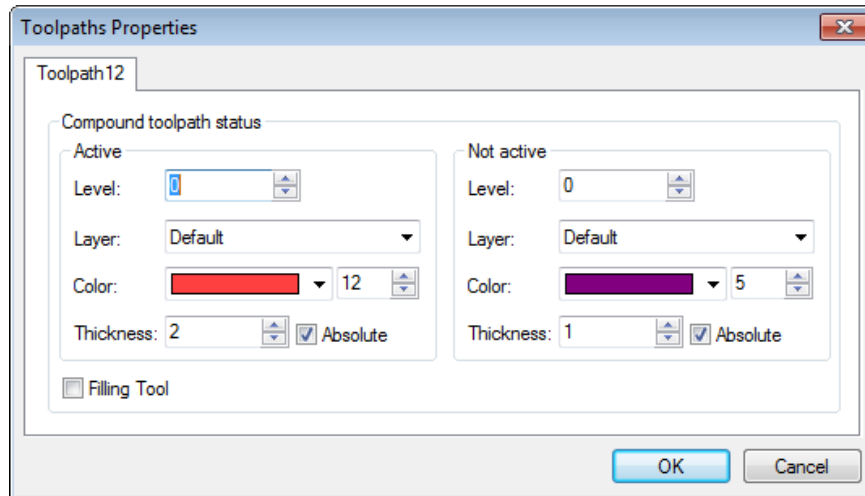 Toolpaths Properties
Toolpath12
Compound toolpath status
Active
Level: 0
Layer: Default
Color: 12
Thickness: 2 Absolute
Not active
Level: 0
Layer: Default
Color: 5
Thickness: 1 Absolute
Filling Tool
OK Cancel